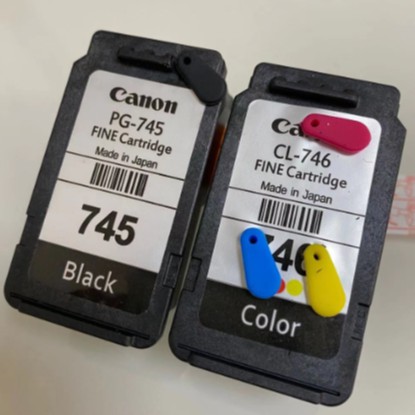 Canon
PG-745
FINE Cartridge
Made in Japan
745
Black
CL-746
FINE Cartridge
Made in Japan
Color